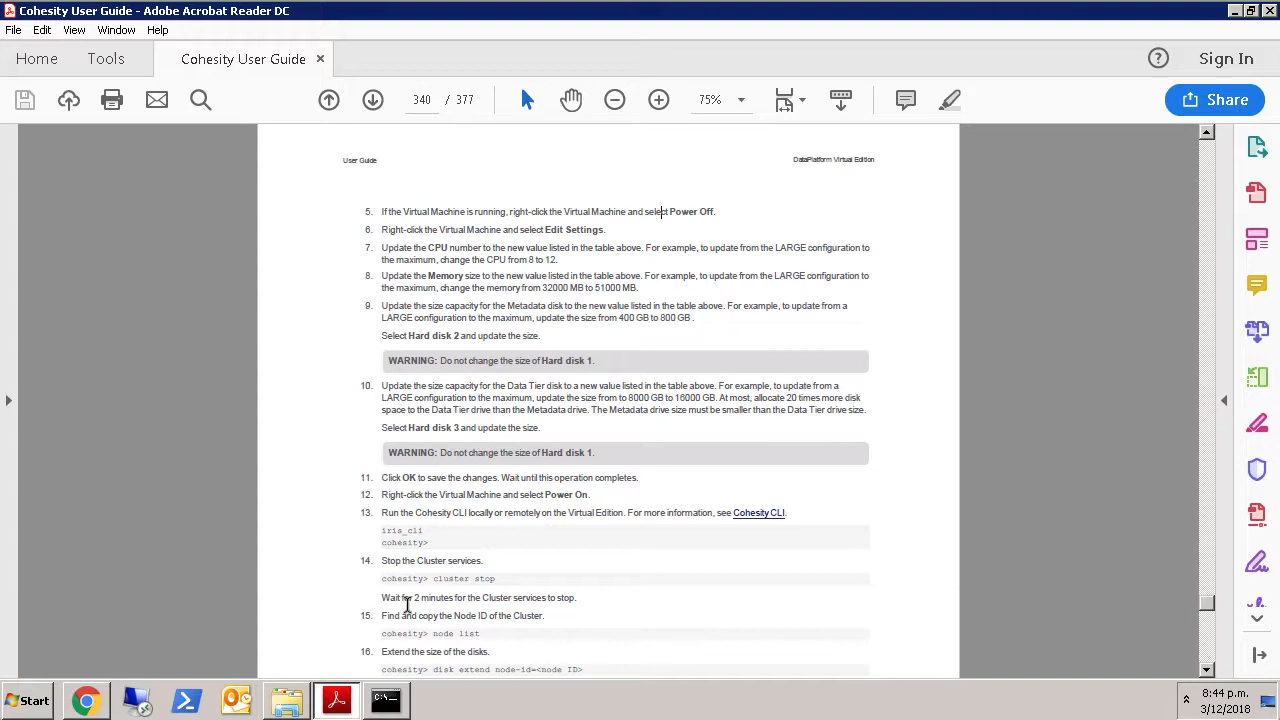 Cohesity User Guide - Adobe Acrobat Reader DC
File Edit View Window Help
Home Tools Cohesity User Guide × Sign In
340 / 377 75% Share
User Guide DataPlatform Virtual Edition
5. If the Virtual Machine is running, right-click the Virtual Machine and select Power Off.
6. Right-click the Virtual Machine and select Edit Settings.
7. Update the CPU number to the new value listed in the table above. For example, to update from the LARGE configuration to
the maximum, change the CPU from 8 to 12.
8. Update the Memory size to the new value listed in the table above. For example, to update from the LARGE configuration to
the maximum, change the memory from 32000 MB to 51000 MB.
9. Update the size capacity for the Metadata disk to the new value listed in the table above. For example, to update from a
LARGE configuration to the maximum, update the size from 400 GB to 800 GB .
Select Hard disk 2 and update the size.
WARNING: Do not change the size of Hard disk 1.
10. Update the size capacity for the Data Tier disk to a new value listed in the table above. For example, to update from a
LARGE configuration to the maximum, update the size from to 8000 GB to 16000 GB. At most, allocate 20 times more disk
space to the Data Tier drive than the Metadata drive. The Metadata drive size must be smaller than the Data Tier drive size.
Select Hard disk 3 and update the size.
WARNING: Do not change the size of Hard disk 1.
11. Click OK to save the changes. Wait until this operation completes.
12. Right-click the Virtual Machine and select Power On.
13. Run the Cohesity CLI locally or remotely on the Virtual Edition. For more information, see Cohesity CLI.
iris_cli
cohesity>
14. Stop the Cluster services.
cohesity> cluster stop
Wait for 2 minutes for the Cluster services to stop.
15. Find and copy the Node ID of the Cluster.
cohesity> node list
16. Extend the size of the disks.
cohesity> disk extend node-id=<node ID>
Start
8:44 p.m.
3/12/2018